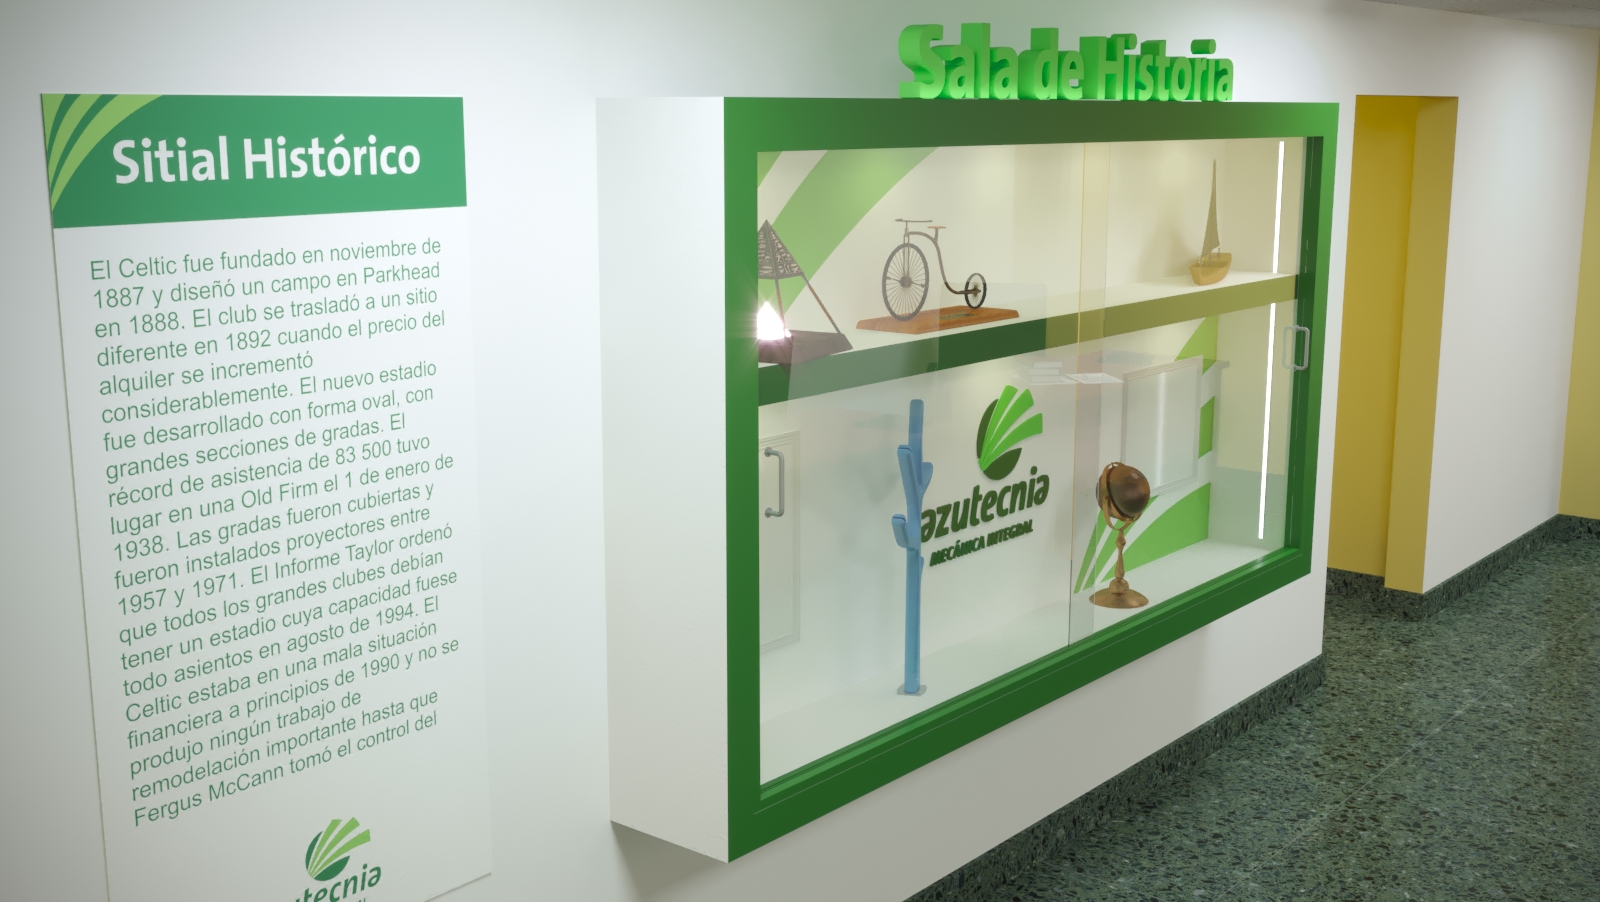 Sitial Histórico
El Celtic fue fundado en noviembre de
1887 y diseñó un campo en Parkhead
en 1888. El club se trasladó a un sitio
diferente en 1892 cuando el precio del
alquiler se incrementó
considerablemente. El nuevo estadio
fue desarrollado con forma oval, con
grandes secciones de gradas. El
récord de asistencia de 83 500 tuvo
lugar en una Old Firm el 1 de enero de
1938. Las gradas fueron cubiertas y
fueron instalados proyectores entre
1957 y 1971. El Informe Taylor ordenó
que todos los grandes clubes debían
tener un estadio cuya capacidad fuese
todo asientos en agosto de 1994. El
Celtic estaba en una mala situación
financiera a principios de 1990 y no se
produjo ningún trabajo de
remodelación importante hasta que
Fergus McCann tomó el control del
Sala de Historia
azutecnia
MECÁNICA INTEGRAL